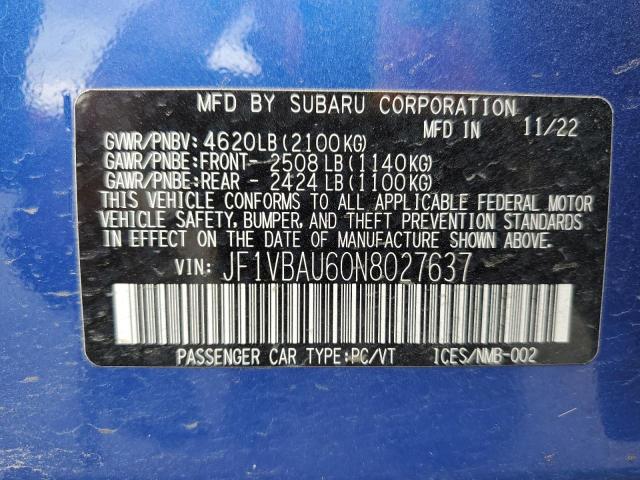 MFD BY SUBARU CORPORATION
MFD IN 11/22
GVWR/PNBV: 4620LB(2100KG)
GAWR/PNBE:FRONT- 2508 LB(1140KG)
GAWR/PNBE:REAR - 2424 LB(1100KG)
THIS VEHICLE CONFORMS TO ALL APPLICABLE FEDERAL MOTOR
VEHICLE SAFETY, BUMPER, AND THEFT PREVENTION STANDARDS
IN EFFECT ON THE DATE OF MANUFACTURE SHOWN ABOVE.
VIN: JF1VBAU60N8027637
PASSENGER CAR TYPE:PC/VT ICES/NMB-002